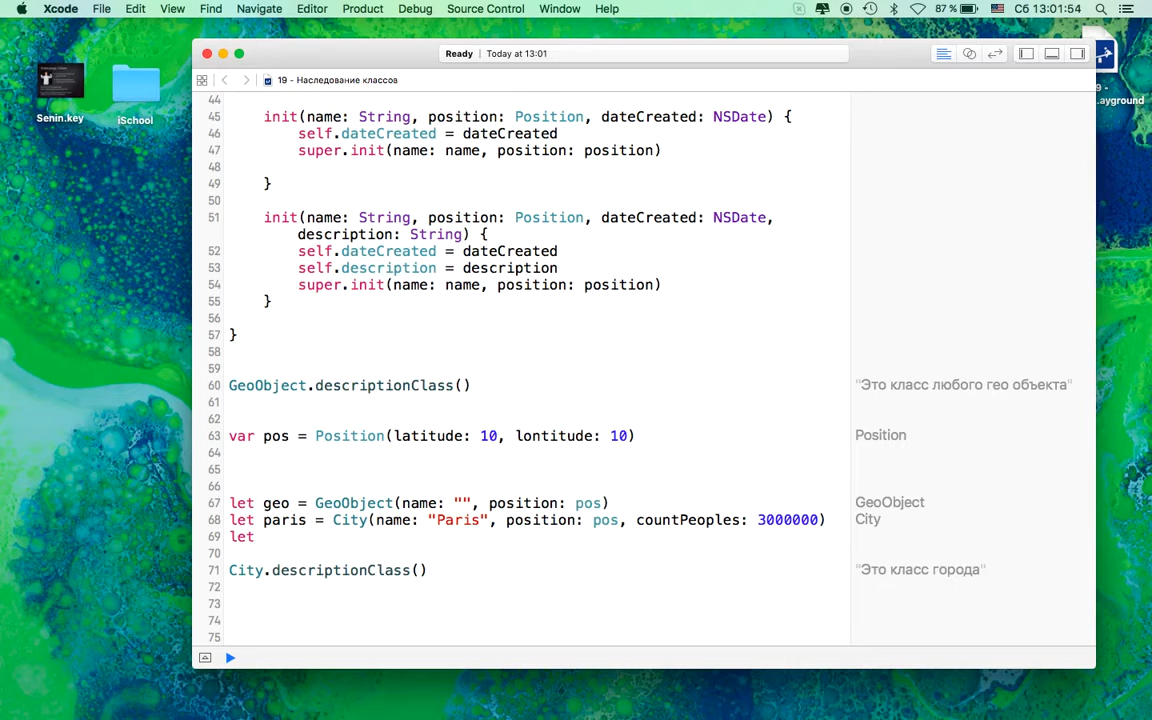 Xcode File Edit View Find Navigate Editor Product Debug Source Control Window Help 87 % Сб 13:01:54
Ready | Today at 13:01
19 - Наследование классов
Senin.key
iSchool
19 -
.ayground
44
45 init(name: String, position: Position, dateCreated: NSDate) {
46 self.dateCreated = dateCreated
47 super.init(name: name, position: position)
48
49 }
50
51 init(name: String, position: Position, dateCreated: NSDate,
description: String) {
52 self.dateCreated = dateCreated
53 self.description = description
54 super.init(name: name, position: position)
55 }
56
57 }
58
59
60 GeoObject.descriptionClass() "Это класс любого гео объекта"
61
62
63 var pos = Position(latitude: 10, lontitude: 10) Position
64
65
66
67 let geo = GeoObject(name: "", position: pos) GeoObject
68 let paris = City(name: "Paris", position: pos, countPeoples: 3000000) City
69 let
70
71 City.descriptionClass() "Это класс города"
72
73
74
75